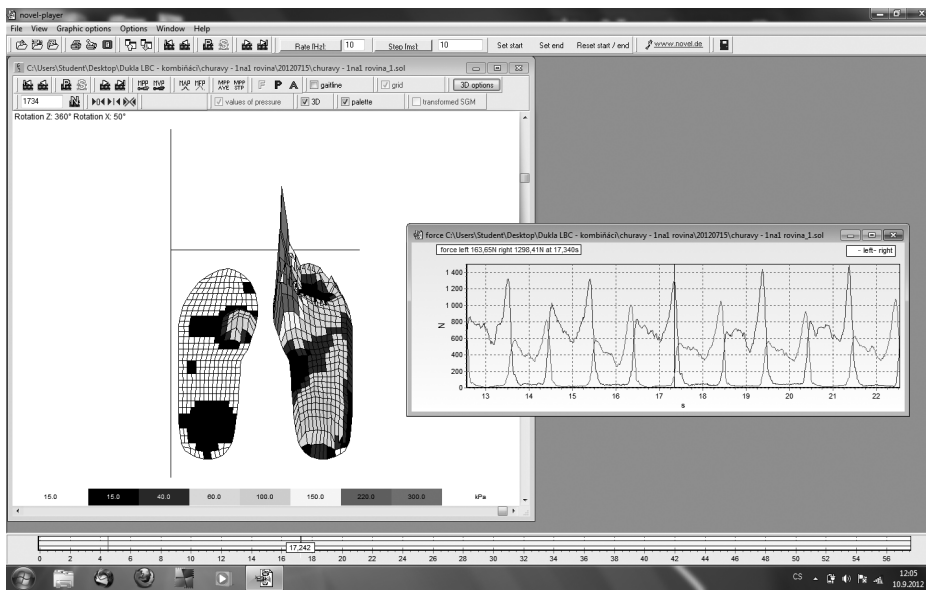 novel-player
File View Graphic options Options Window Help
Rate [Hz]: 10 Step [ms]: 10 Set start Set end Reset start / end www.novel.de
C:\Users\Student\Desktop\Dukla LBC - kombiňáci\churavy - 1na1 rovina\20120715\churavy - 1na1 rovina_1.sol
MPP MVP MAP MFP MPP AVE MPP STP F P A gaitline grid 3D options
1734 values of pressure 3D palette transformed SGM
Rotation Z: 360° Rotation X: 50°
force C:\Users\Student\Desktop\Dukla LBC - kombiňáci\churavy - 1na1 rovina\20120715\churavy - 1na1 rovina_1.sol
force left 163,65N right 1298,41N at 17,340s
- left- right
1 400
1 200
1 000
800
600
400
200
0
N
13 14 15 16 17 18 19 20 21 22
s
15.0 15.0 40.0 60.0 100.0 150.0 220.0 300.0 kPa
17,242
0 2 4 6 8 10 12 14 16 18 20 22 24 26 28 30 32 34 36 38 40 42 44 46 48 50 52 54 56
CS
12:05
10.9.2012